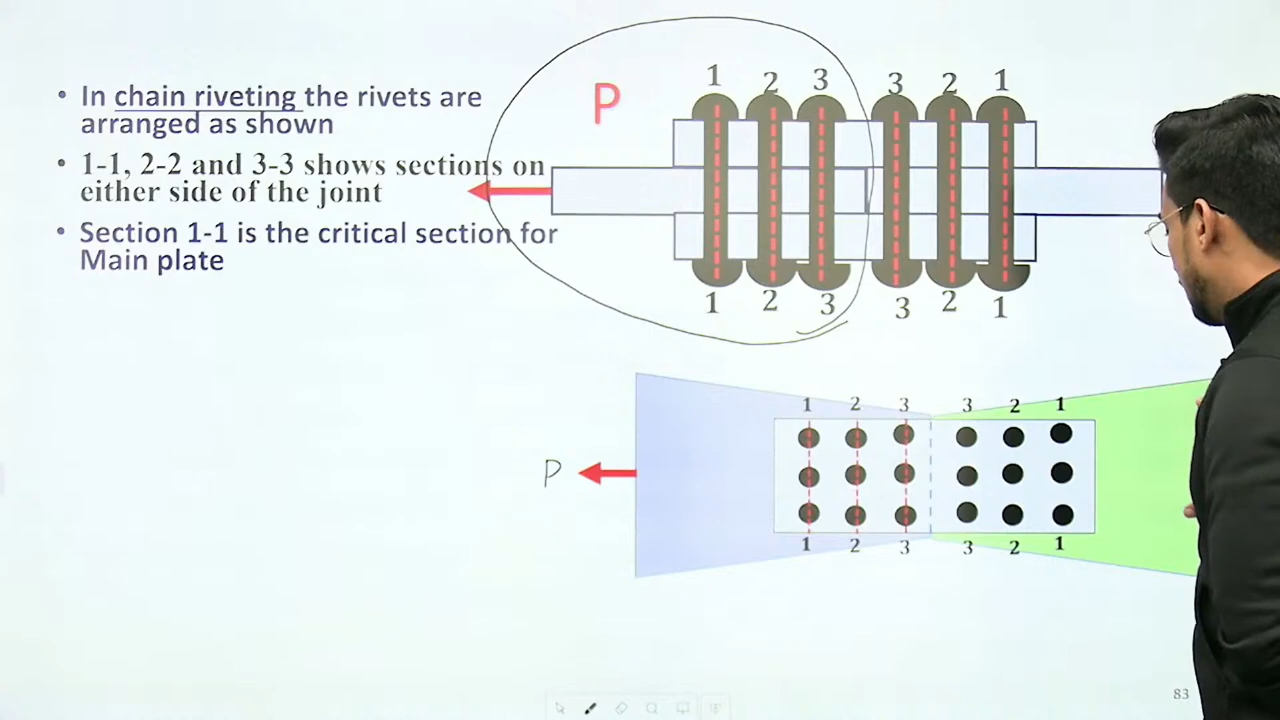 • In chain riveting the rivets are
arranged as shown
• 1-1, 2-2 and 3-3 shows sections on
either side of the joint
• Section 1-1 is the critical section for
Main plate
P
1 2 3 3 2 1
1 2 3 3 2 1
1 2 3 3 2 1
P
1 2 3 3 2 1
83